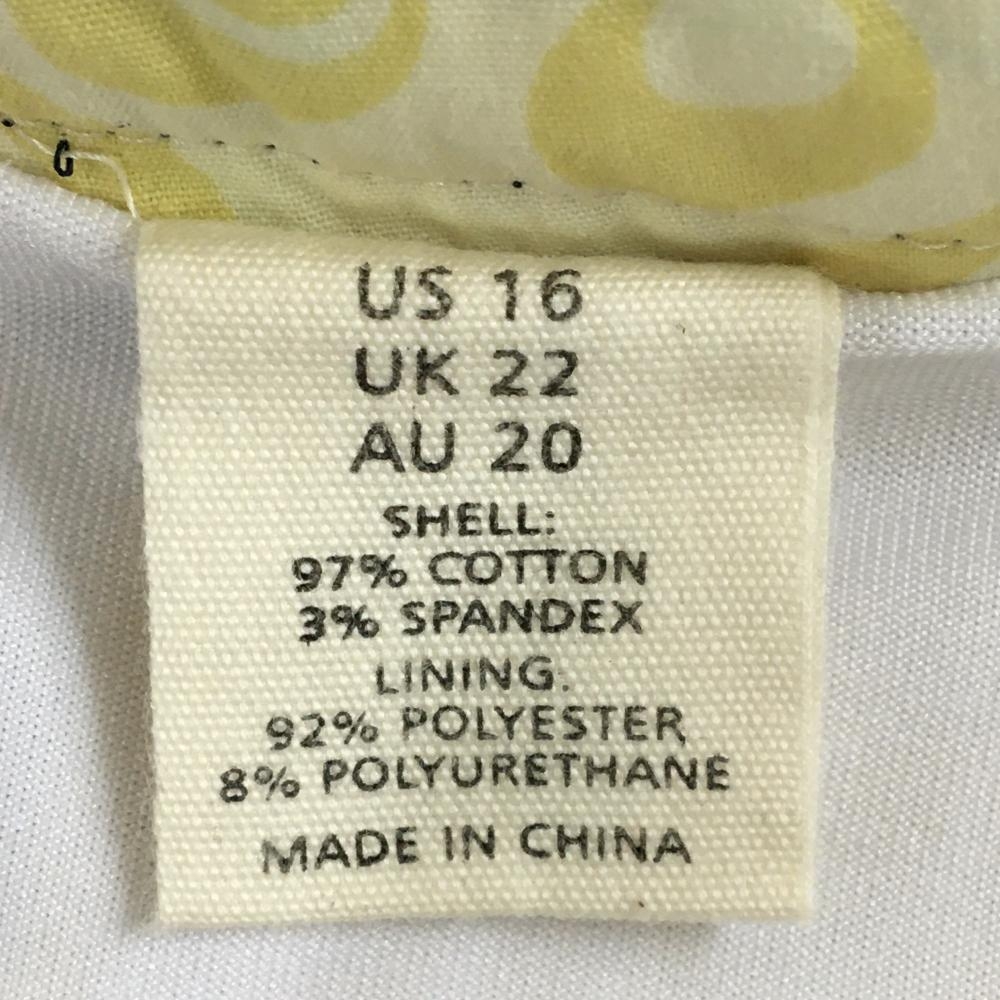 US 16
UK 22
AU 20
SHELL:
97% COTTON
3% SPANDEX
LINING.
92% POLYESTER
8% POLYURETHANE
MADE IN CHINA